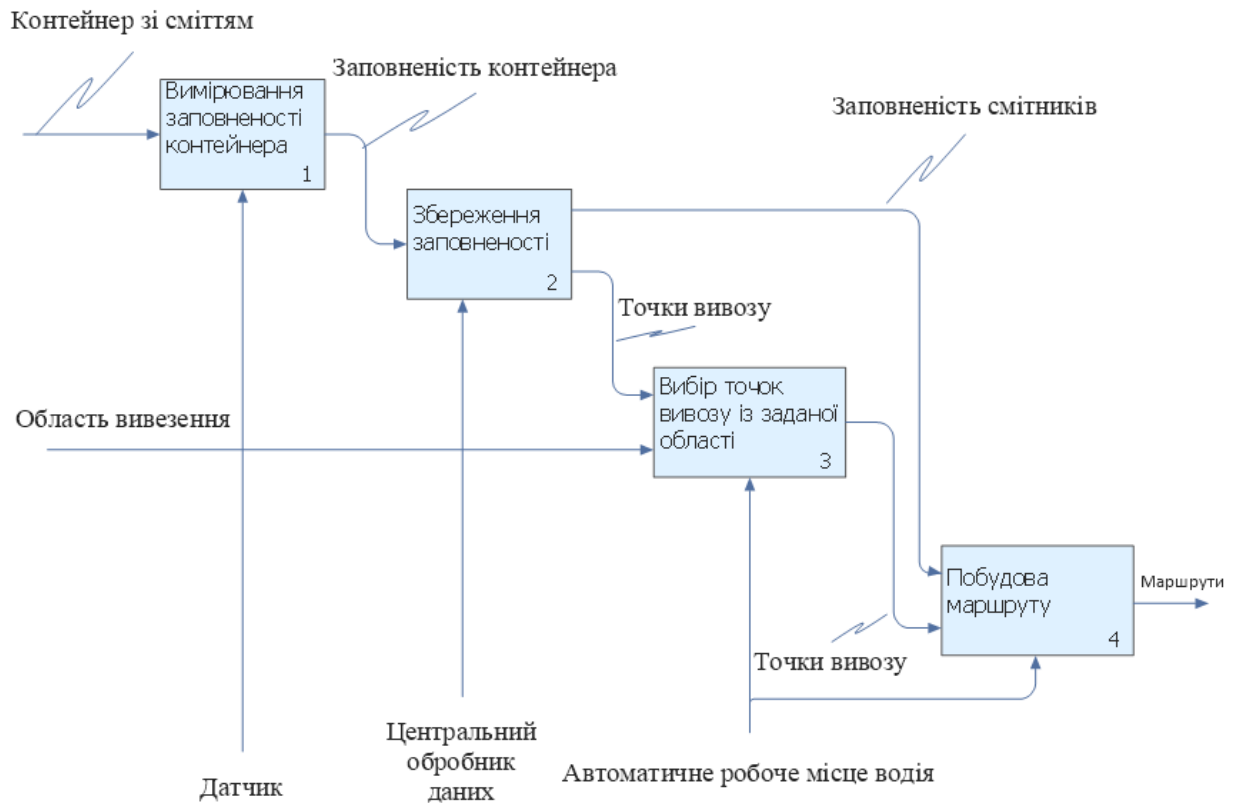 Контейнер зі сміттям
Заповненість контейнера
Вимірювання
заповненості
контейнера
1
Заповненість смітників
Збереження
заповненості
2
Точки вивозу
Область вивезення
Вибір точок
вивозу із заданої
області
3
Побудова
маршруту
4
Маршрути
Точки вивозу
Датчик
Центральний
обробник
даних
Автоматичне робоче місце водія